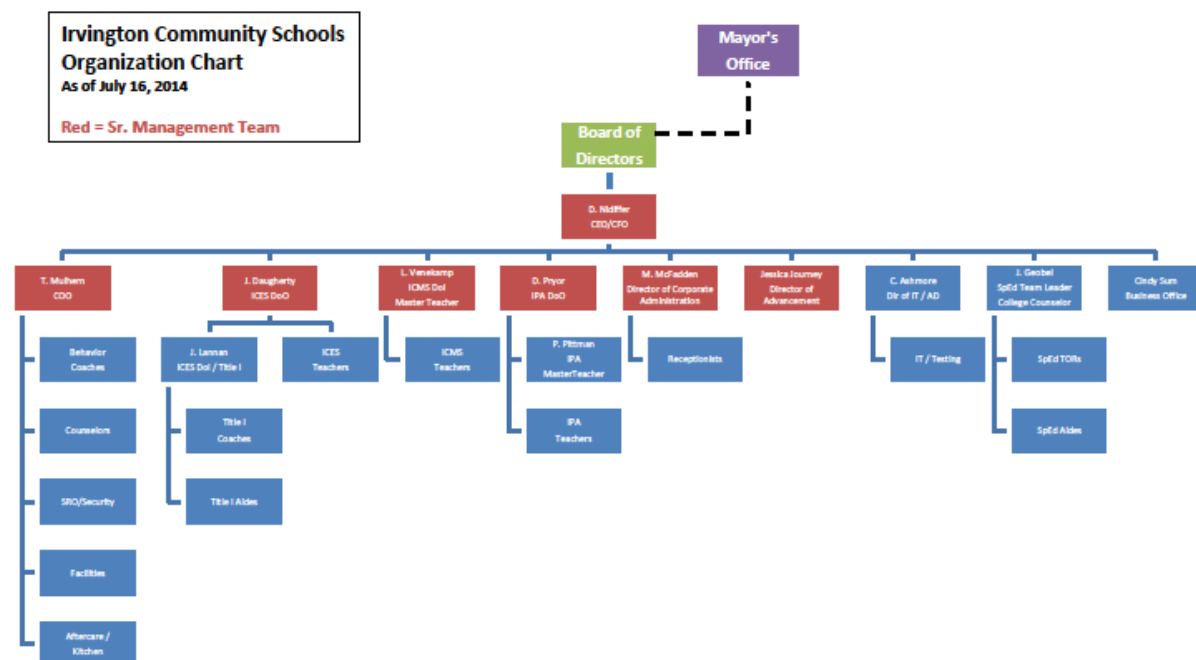 Irvington Community Schools
Organization Chart
As of July 16, 2014
Red = Sr. Management Team
Mayor's
Office
Board of
Directors
D. Nidiffer
CEO/CFO
T. Mulhern
COO
J. Daugherty
ICES DoO
L. Venekamp
ICMS DoI
Master Teacher
D. Pryor
IPA DoO
M. McFadden
Director of Corporate
Administration
Jessica Journey
Director of
Advancement
C. Ashmore
Dir of IT / AD
J. Geobel
SpEd Team Leader
College Counselor
Cindy Sum
Business Office
Behavior
Coaches
J. Lannan
ICES DoI / Title I
ICES
Teachers
ICMS
Teachers
P. Pittman
IPA
MasterTeacher
Receptionists
IT / Testing
SpEd TORs
Counselors
Title I
Coaches
IPA
Teachers
SpEd Aides
SRO/Security
Title I Aides
Facilities
Aftercare /
Kitchen